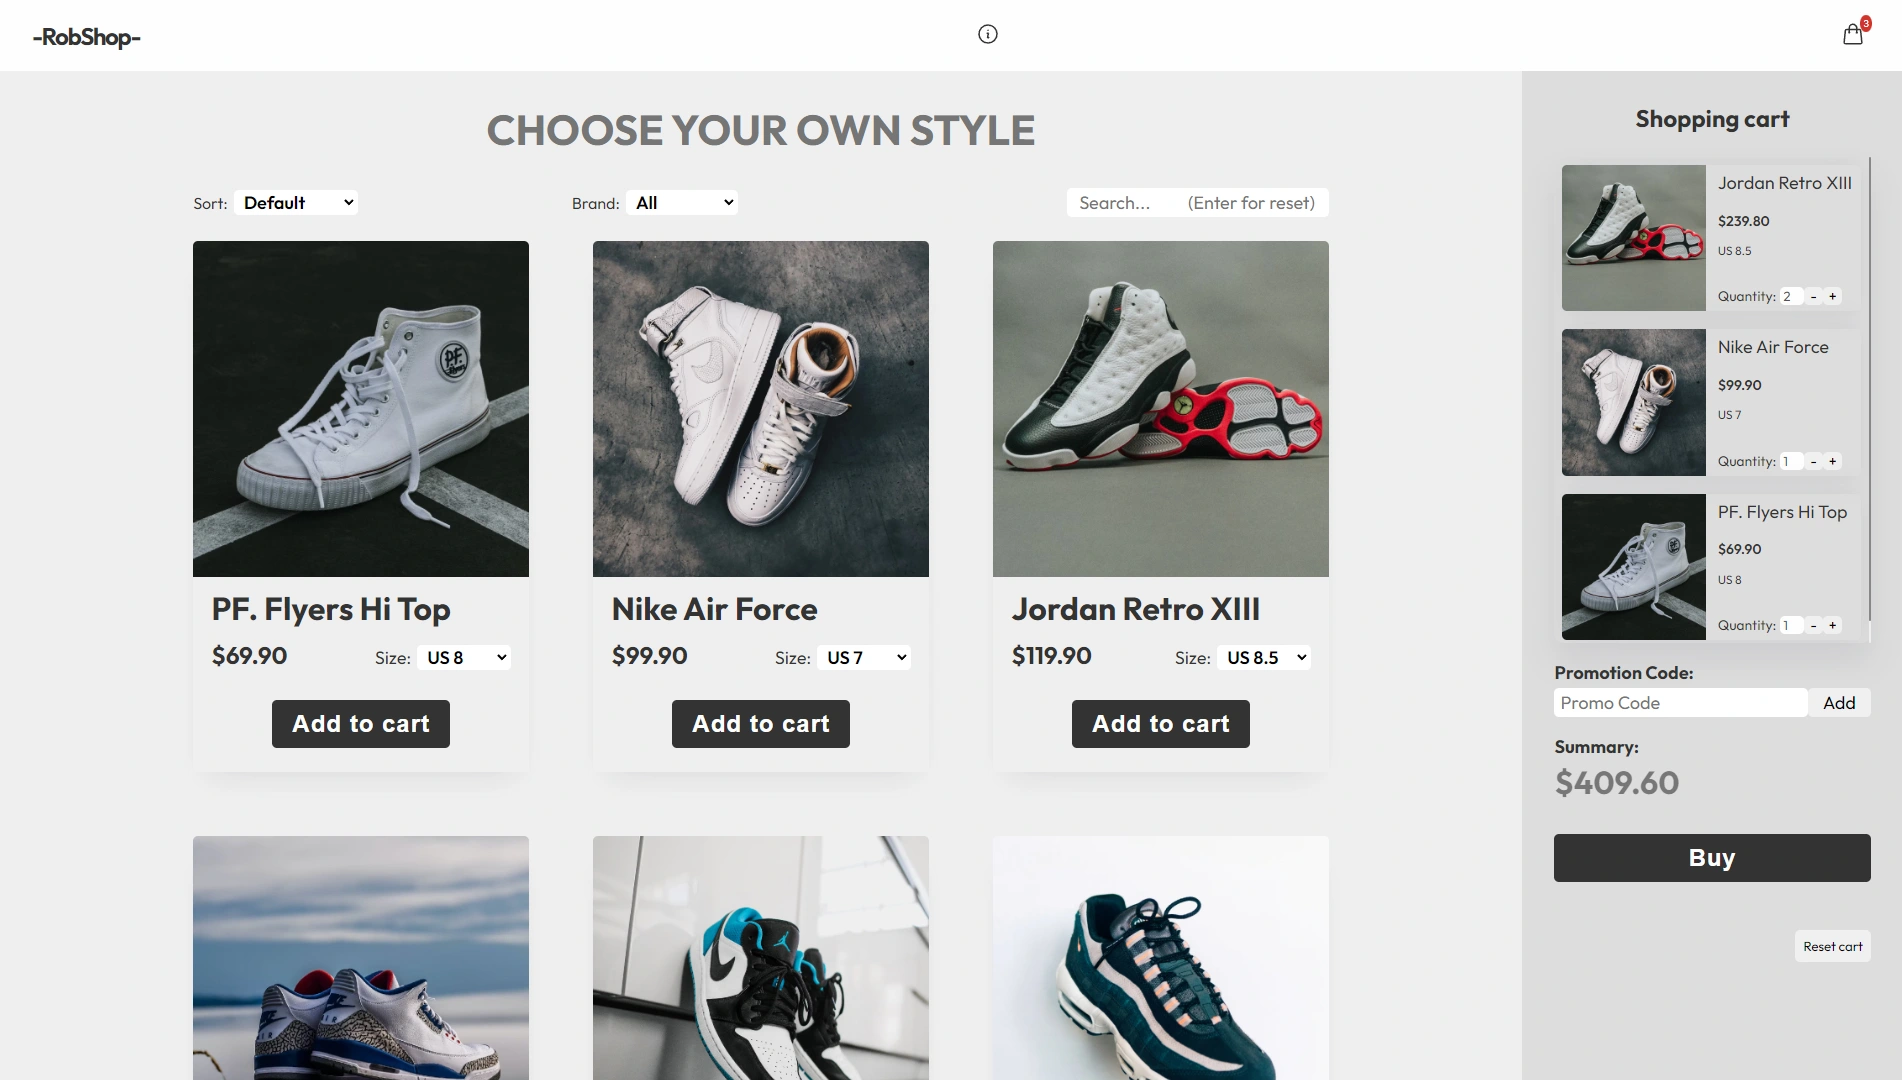 -RobShop-
3
CHOOSE YOUR OWN STYLE
Sort: Default
Brand: All
Search... (Enter for reset)
PF. Flyers Hi Top
$69.90
Size: US 8
Add to cart
Nike Air Force
$99.90
Size: US 7
Add to cart
Jordan Retro XIII
$119.90
Size: US 8.5
Add to cart
Shopping cart
Jordan Retro XIII
$239.80
US 8.5
Quantity: 2 - +
Nike Air Force
$99.90
US 7
Quantity: 1 - +
PF. Flyers Hi Top
$69.90
US 8
Quantity: 1 - +
Promotion Code:
Promo Code Add
Summary:
$409.60
Buy
Reset cart